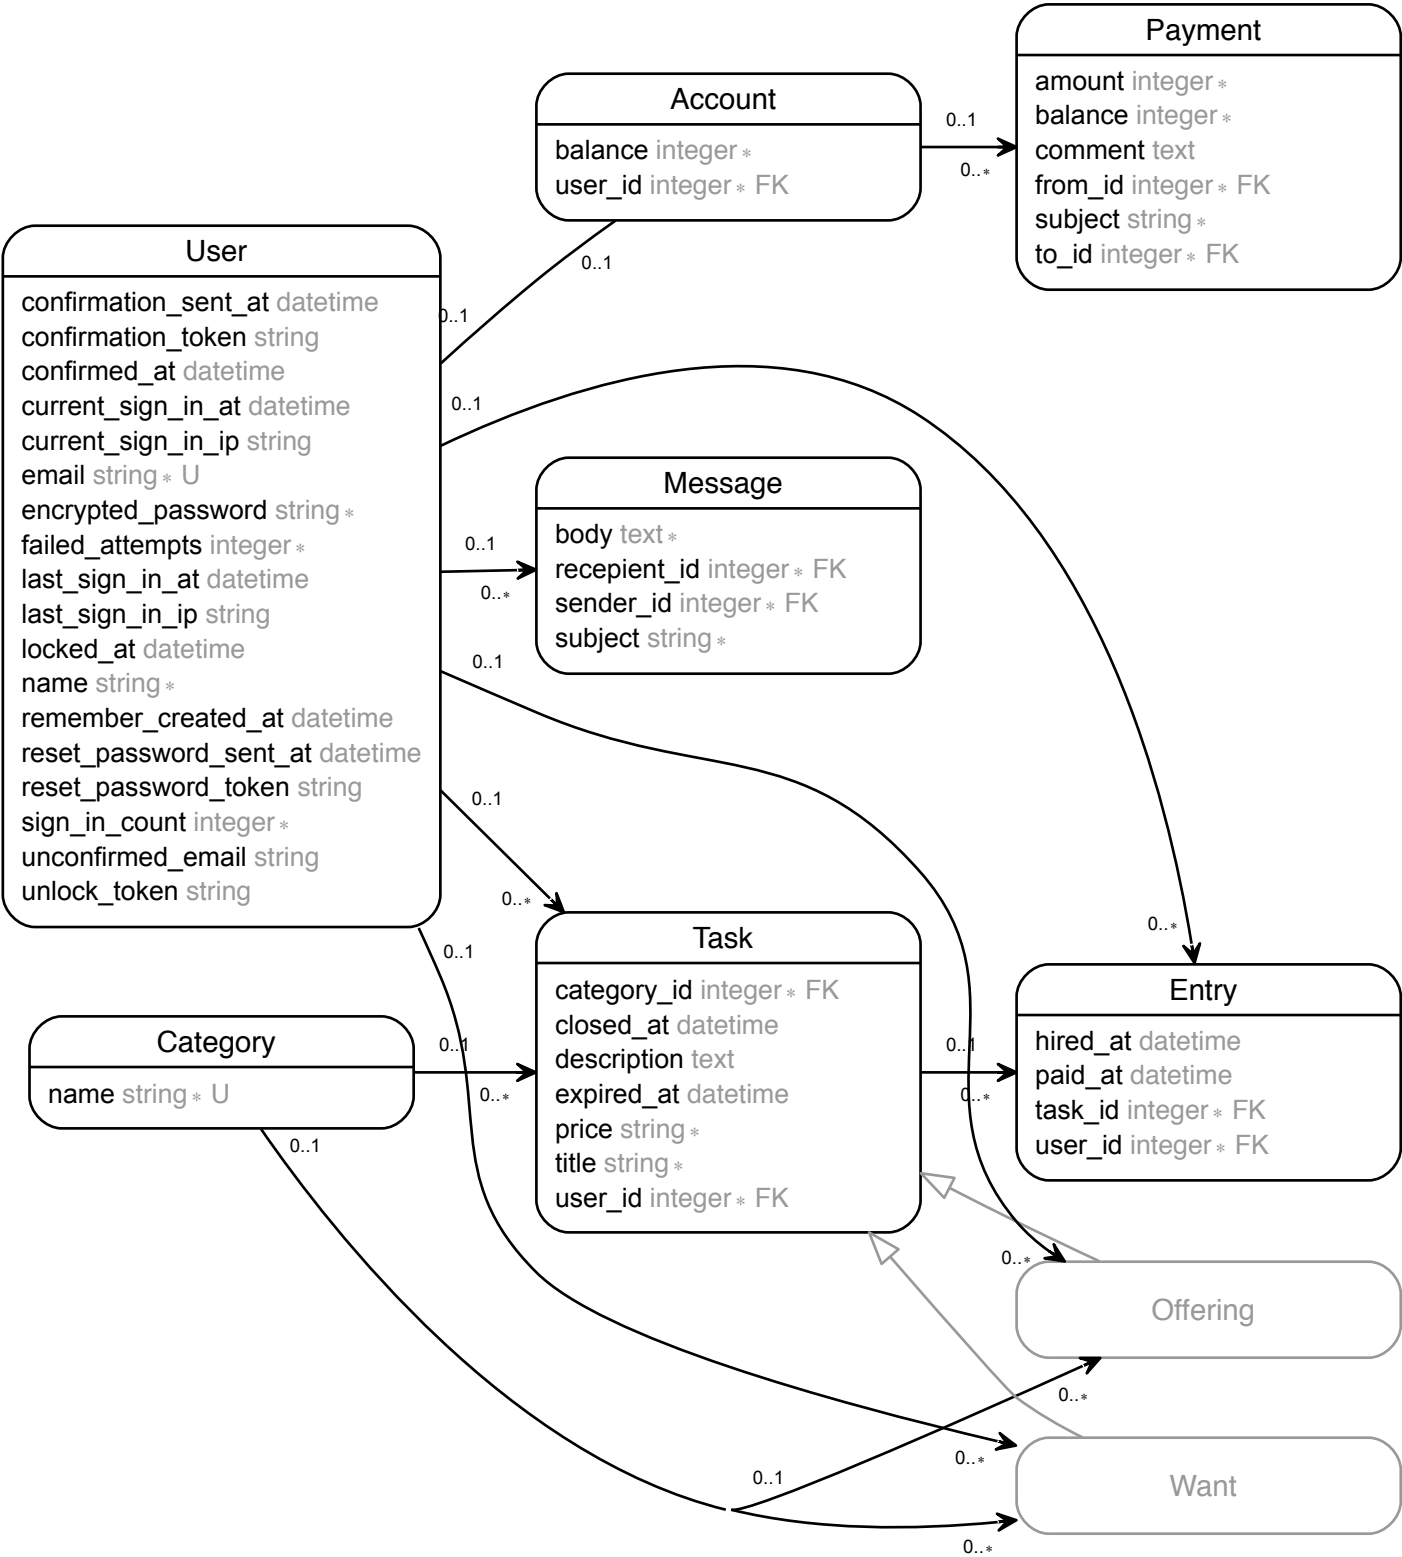 Payment
amount integer ∗
balance integer ∗
comment text
from_id integer ∗ FK
subject string ∗
to_id integer ∗ FK
Account
balance integer ∗
user_id integer ∗ FK
0..1
0..∗
User
confirmation_sent_at datetime
confirmation_token string
confirmed_at datetime
current_sign_in_at datetime
current_sign_in_ip string
email string ∗ U
encrypted_password string ∗
failed_attempts integer ∗
last_sign_in_at datetime
last_sign_in_ip string
locked_at datetime
name string ∗
remember_created_at datetime
reset_password_sent_at datetime
reset_password_token string
sign_in_count integer ∗
unconfirmed_email string
unlock_token string
0..1
0..1
0..1
0..1
0..∗
Message
body text ∗
recepient_id integer ∗ FK
sender_id integer ∗ FK
subject string ∗
0..1
0..1
0..∗
0..1
0..∗
Task
category_id integer ∗ FK
closed_at datetime
description text
expired_at datetime
price string ∗
title string ∗
user_id integer ∗ FK
Category
name string ∗ U
0..1
0..∗
0..1
0..1
0..∗
Entry
hired_at datetime
paid_at datetime
task_id integer ∗ FK
user_id integer ∗ FK
0..∗
Offering
0..∗
0..∗
0..1
Want
0..∗